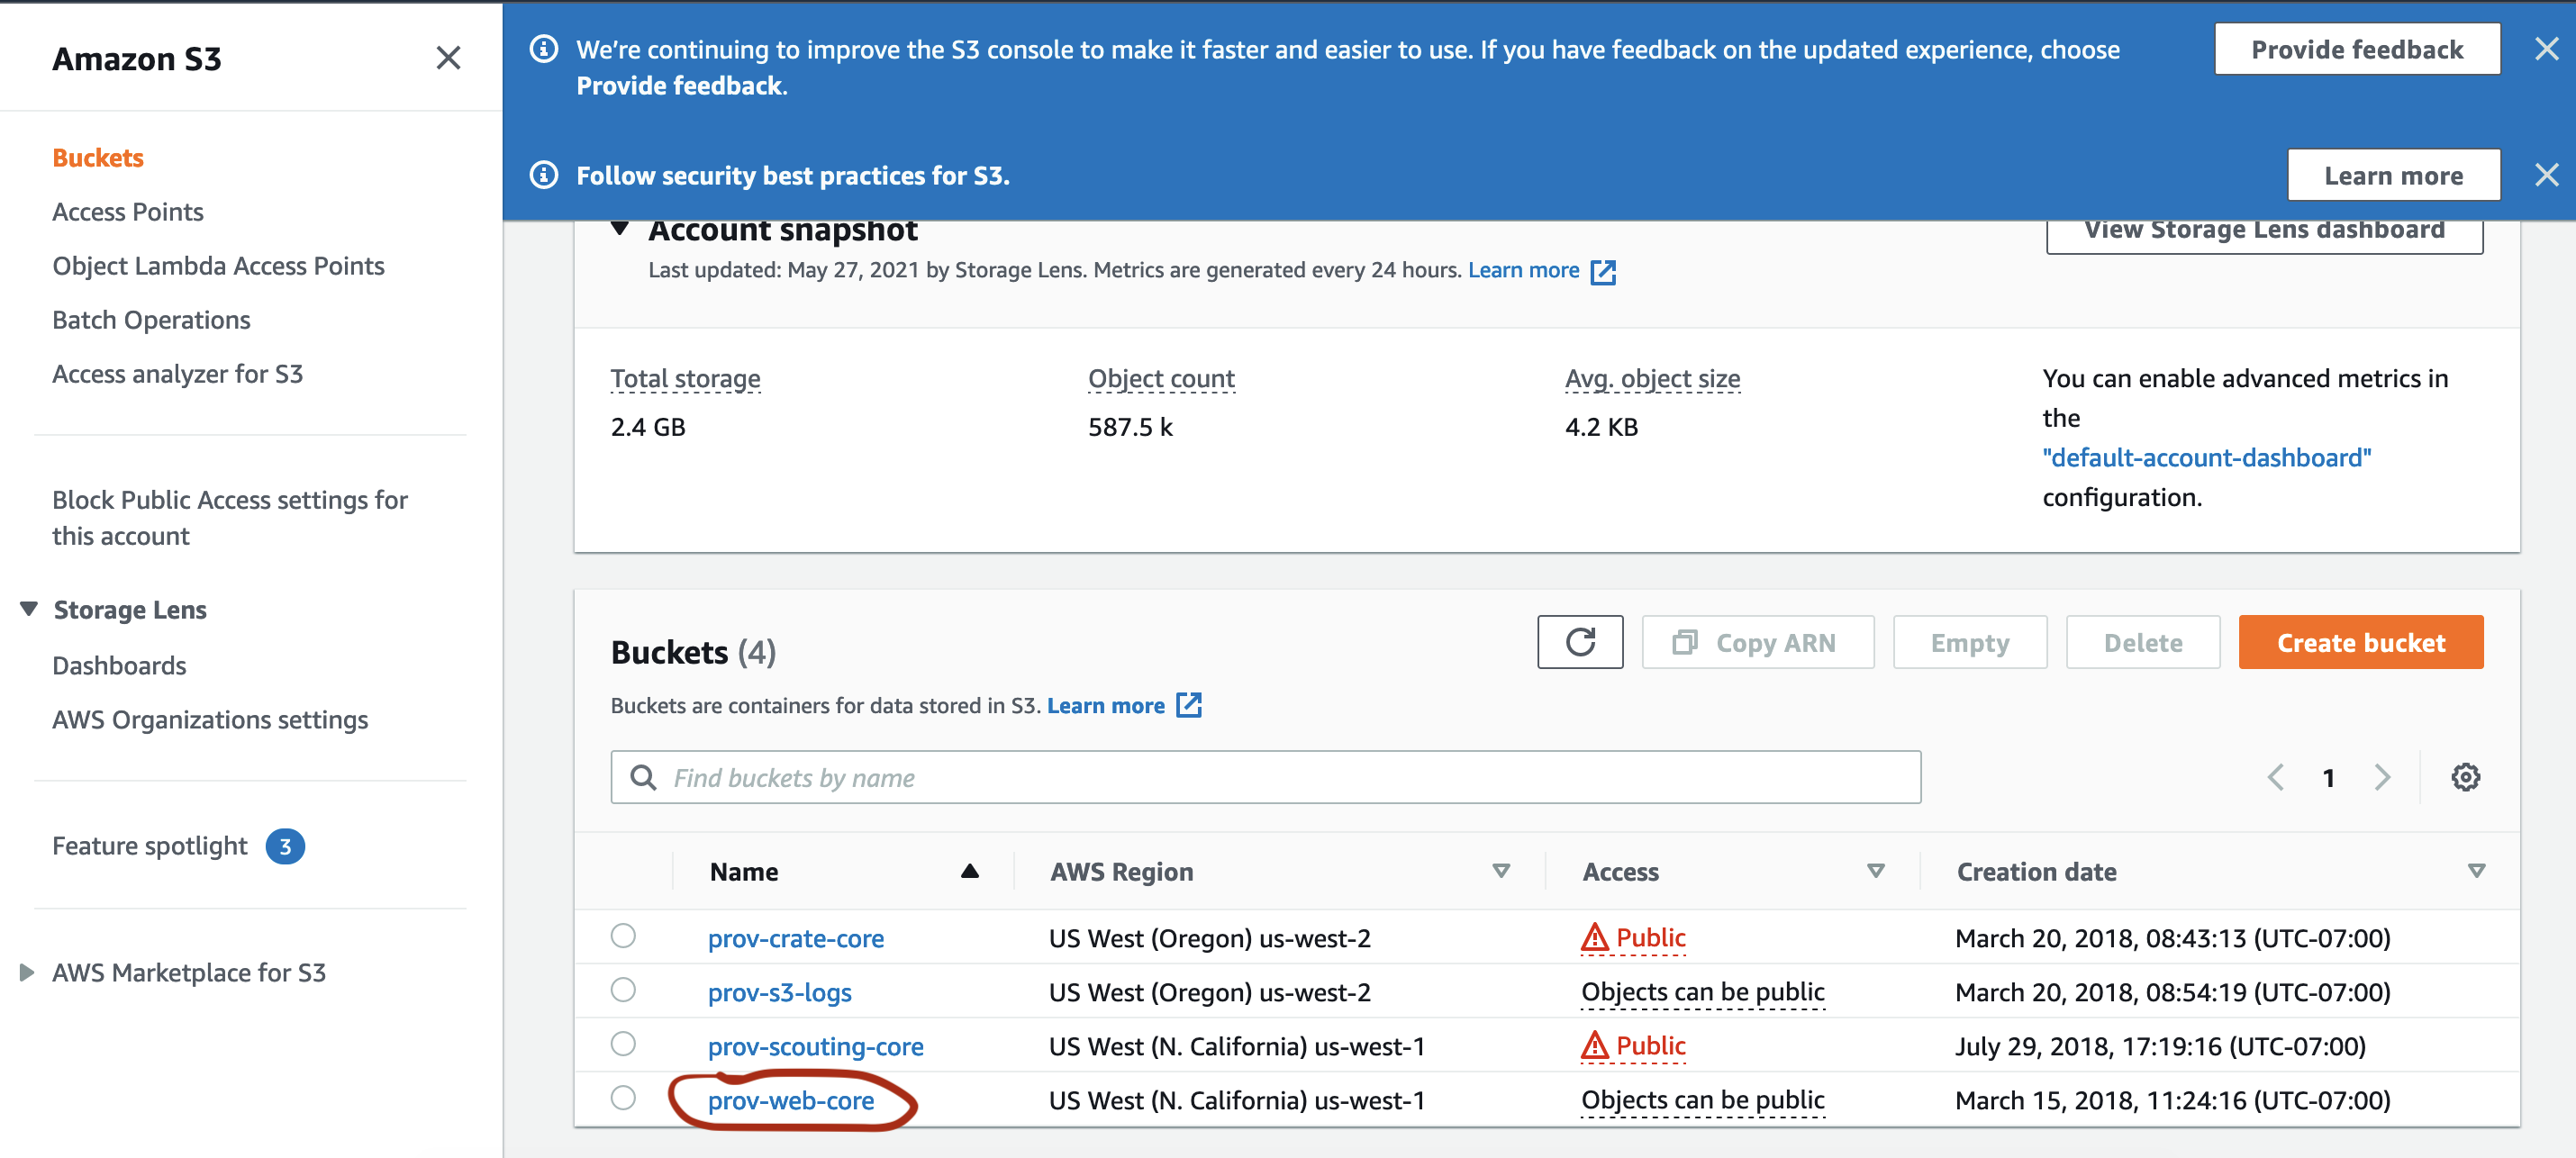 Amazon S3
Buckets
Access Points
Object Lambda Access Points
Batch Operations
Access analyzer for S3
Block Public Access settings for
this account
Storage Lens
Dashboards
AWS Organizations settings
Feature spotlight 3
AWS Marketplace for S3
We're continuing to improve the S3 console to make it faster and easier to use. If you have feedback on the updated experience, choose
Provide feedback.
Provide feedback
Follow security best practices for S3.
Learn more
Account snapshot
View Storage Lens dashboard
Last updated: May 27, 2021 by Storage Lens. Metrics are generated every 24 hours. Learn more
Total storage
2.4 GB
Object count
587.5 k
Avg. object size
4.2 KB
You can enable advanced metrics in
the
"default-account-dashboard"
configuration.
Buckets (4)
Copy ARN
Empty
Delete
Create bucket
Buckets are containers for data stored in S3. Learn more
Find buckets by name
1
Name AWS Region Access Creation date
prov-crate-core US West (Oregon) us-west-2 Public March 20, 2018, 08:43:13 (UTC-07:00)
prov-s3-logs US West (Oregon) us-west-2 Objects can be public March 20, 2018, 08:54:19 (UTC-07:00)
prov-scouting-core US West (N. California) us-west-1 Public July 29, 2018, 17:19:16 (UTC-07:00)
prov-web-core US West (N. California) us-west-1 Objects can be public March 15, 2018, 11:24:16 (UTC-07:00)